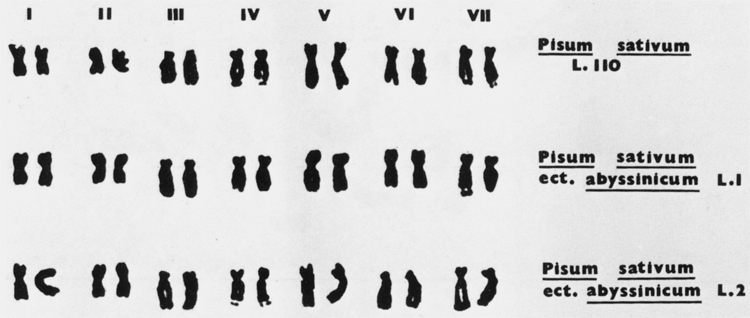 I II III IV V VI VII
Pisum sativum
L. 110
Pisum sativum
ect. abyssinicum L.1
Pisum sativum
ect. abyssinicum L.2